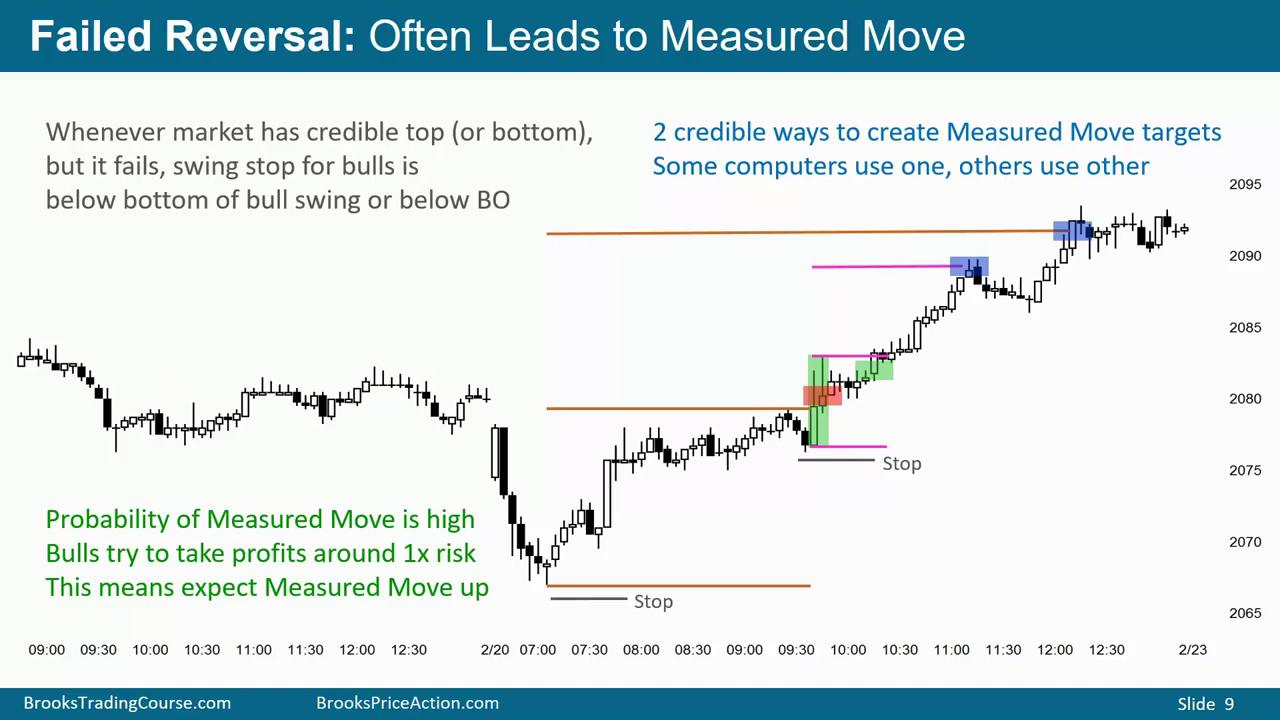 Failed Reversal: Often Leads to Measured Move
Whenever market has credible top (or bottom),
but it fails, swing stop for bulls is
below bottom of bull swing or below BO
2 credible ways to create Measured Move targets
Some computers use one, others use other
2095
2090
2085
2080
2075
2070
2065
Stop
Stop
Probability of Measured Move is high
Bulls try to take profits around 1x risk
This means expect Measured Move up
09:00 09:30 10:00 10:30 11:00 11:30 12:00 12:30 2/20 07:00 07:30 08:00 08:30 09:00 09:30 10:00 10:30 11:00 11:30 12:00 12:30 2/23
BrooksTradingCourse.com BrooksPriceAction.com Slide 9